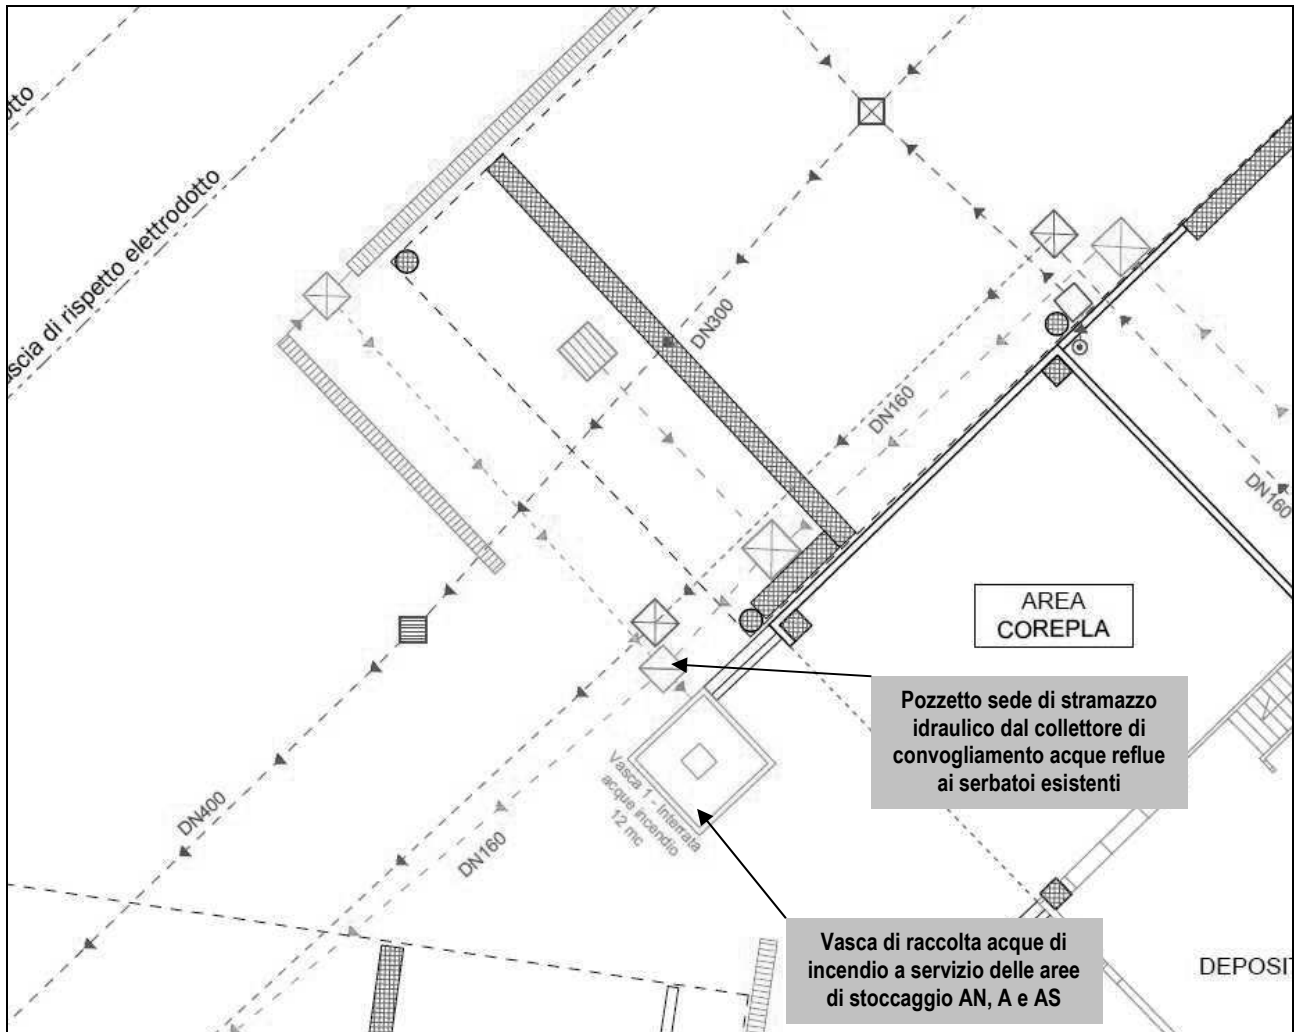 otto
ascia di rispetto elettrodotto
DN300
DN160
DN160
AREA
COREPLA
Pozzetto sede di stramazzo
idraulico dal collettore di
convogliamento acque reflue
ai serbatoi esistenti
Vasca 1 - Interrata
acque incendio
12 mc
DN400
DN160
Vasca di raccolta acque di
incendio a servizio delle aree
di stoccaggio AN, A e AS
DEPOSI